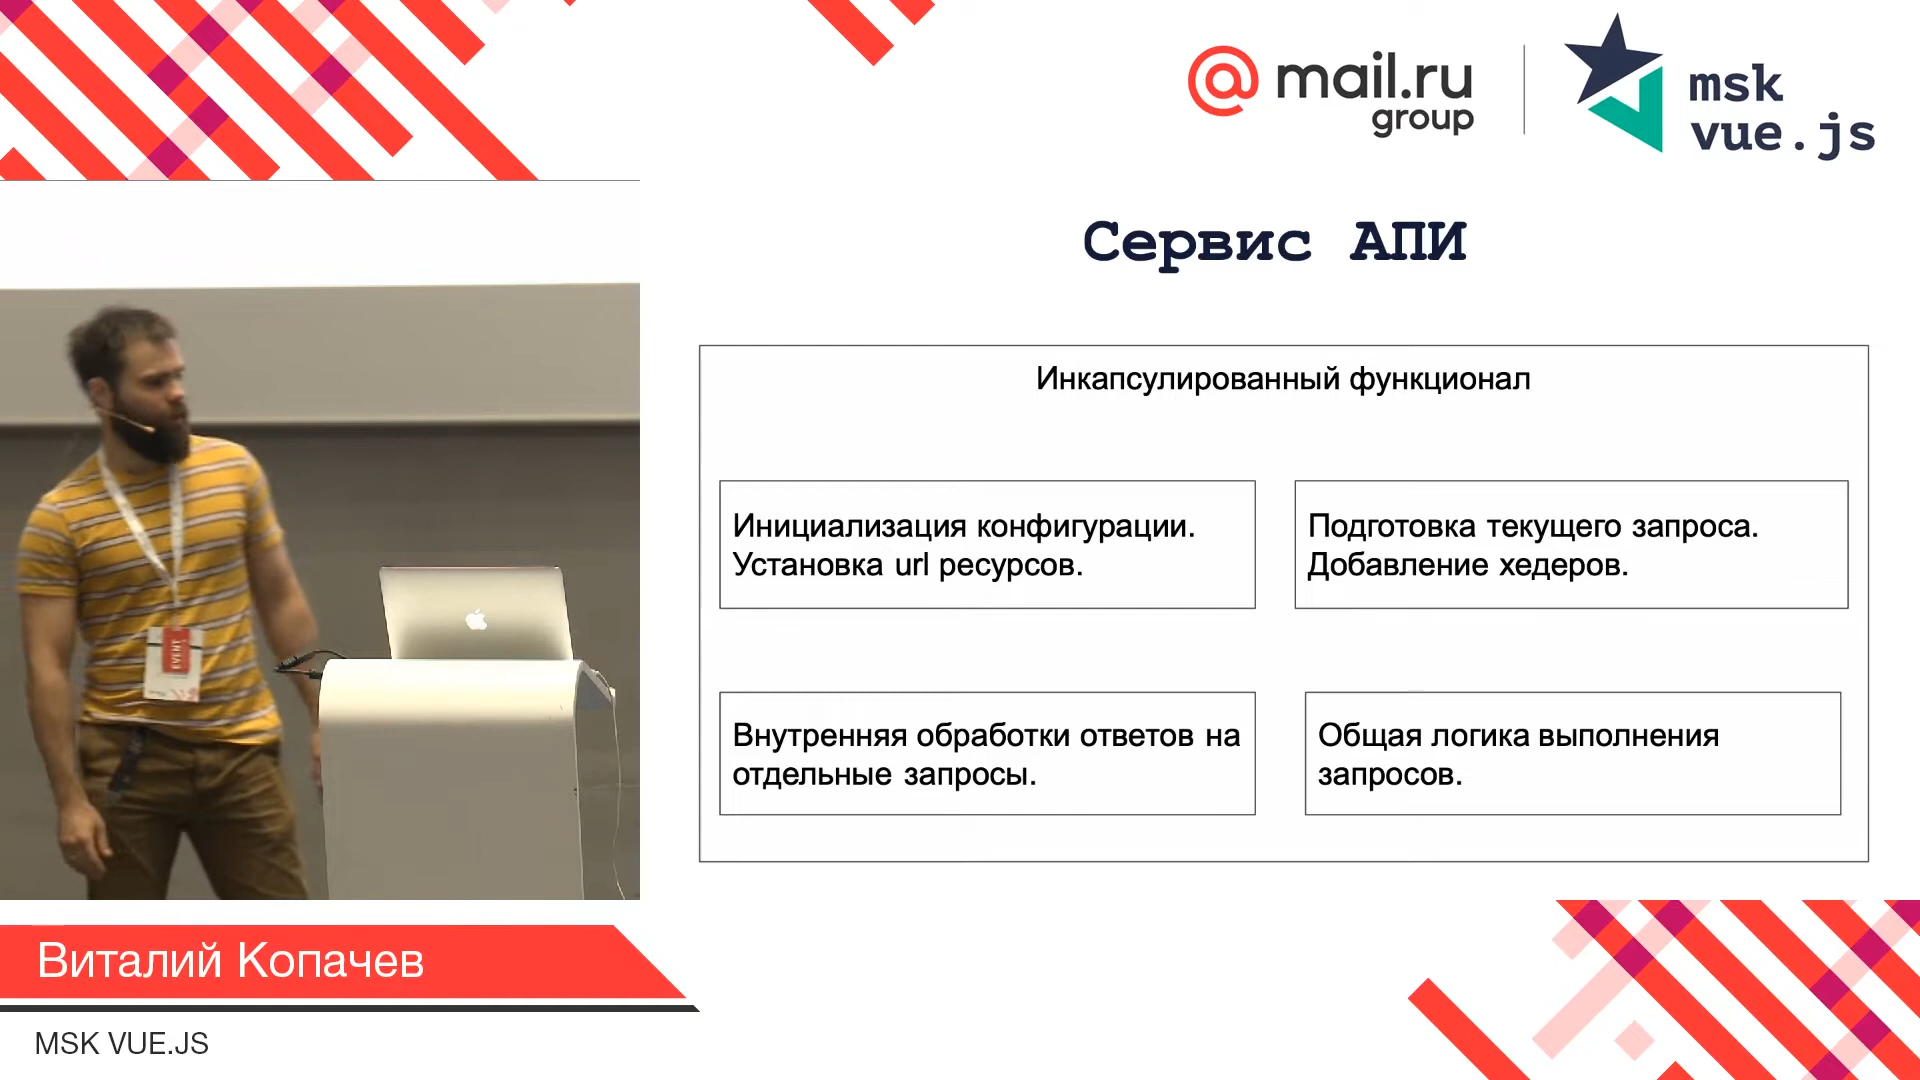 @mail.ru
group
msk
vue.js
Сервис АПИ
Инкапсулированный функционал
Инициализация конфигурации.
Установка url ресурсов.
Подготовка текущего запроса.
Добавление хедеров.
Внутренняя обработки ответов на
отдельные запросы.
Общая логика выполнения
запросов.
EVENT
Виталий Копачев
MSK VUE.JS